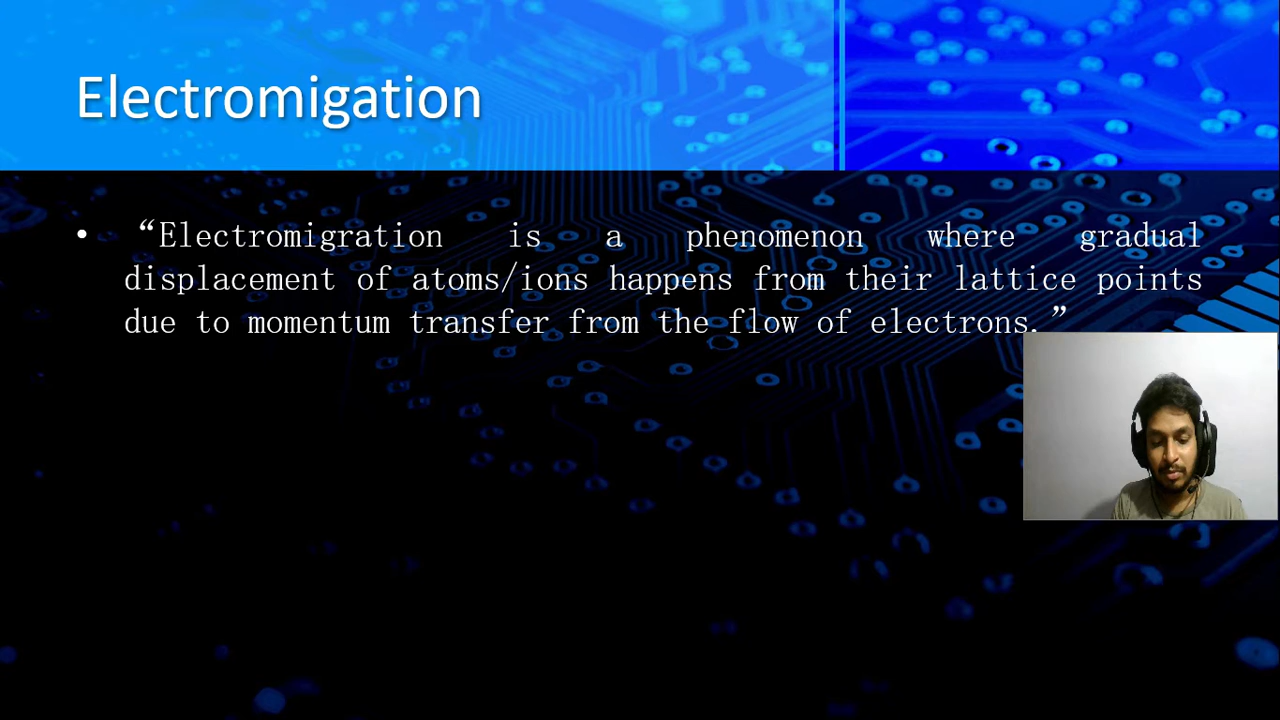 Electromigation
• “Electromigration is a phenomenon where gradual
displacement of atoms/ions happens from their lattice points
due to momentum transfer from the flow of electrons.”